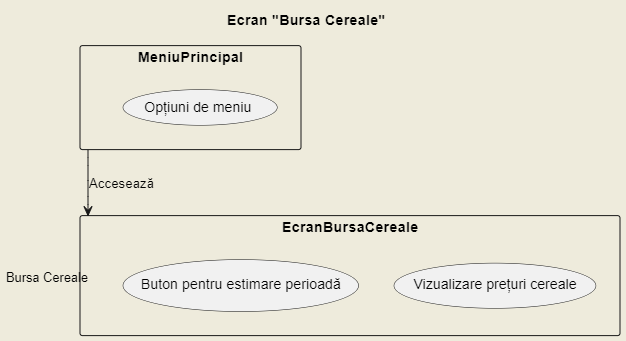 Ecran "Bursa Cereale"
MeniuPrincipal
Opțiuni de meniu
Accesează
EcranBursaCereale
Bursa Cereale
Buton pentru estimare perioadă
Vizualizare prețuri cereale